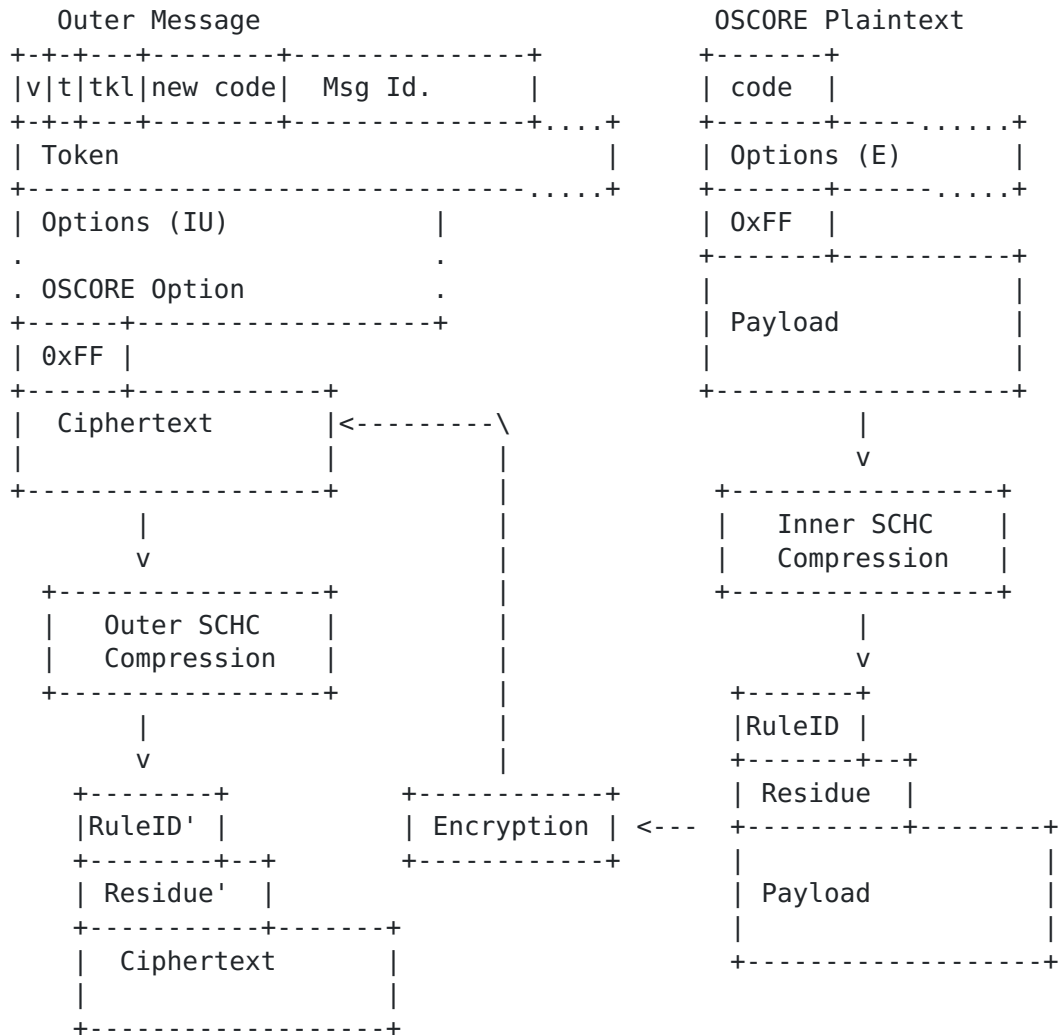 Outer Message OSCORE Plaintext
|v|t|tkl|new code| Msg Id. | | code |
| Token | | Options (E) |
| Options (IU) | | OxFF |
. OSCORE Option .
| Payload |
| 0xFF |
| Ciphertext |<---------\
v
| Inner SCHC |
v | Compression |
| Outer SCHC |
| Compression | v
|RuleID |
v
| Residue |
|RuleID' | | Encryption | <---
| Residue' | | Payload |
| Ciphertext |